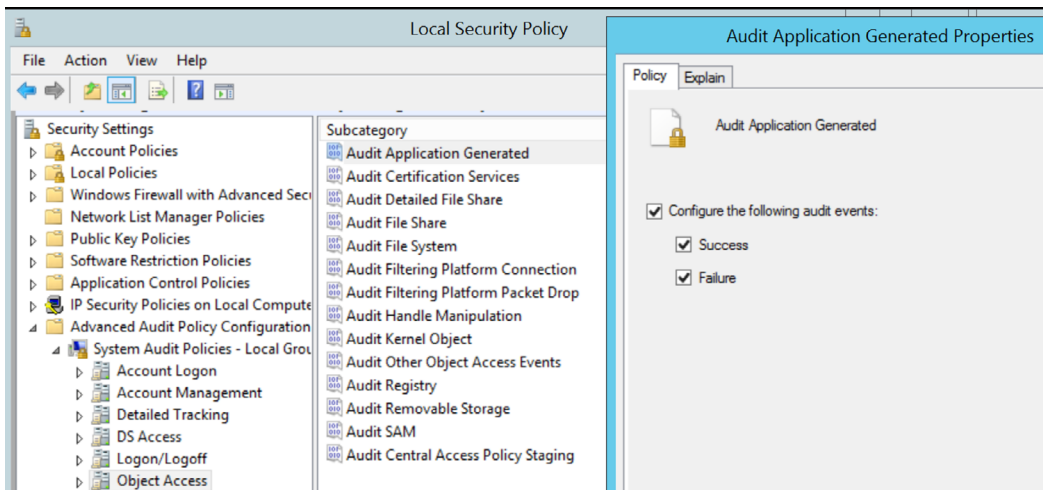 Local Security Policy
File Action View Help
Security Settings
Account Policies
Local Policies
Windows Firewall with Advanced Secu
Network List Manager Policies
Public Key Policies
Software Restriction Policies
Application Control Policies
IP Security Policies on Local Compute
Advanced Audit Policy Configuration
System Audit Policies - Local Grou
Account Logon
Account Management
Detailed Tracking
DS Access
Logon/Logoff
Object Access
Subcategory
Audit Application Generated
Audit Certification Services
Audit Detailed File Share
Audit File Share
Audit File System
Audit Filtering Platform Connection
Audit Filtering Platform Packet Drop
Audit Handle Manipulation
Audit Kernel Object
Audit Other Object Access Events
Audit Registry
Audit Removable Storage
Audit SAM
Audit Central Access Policy Staging
Audit Application Generated Properties
Policy Explain
Audit Application Generated
Configure the following audit events:
Success
Failure